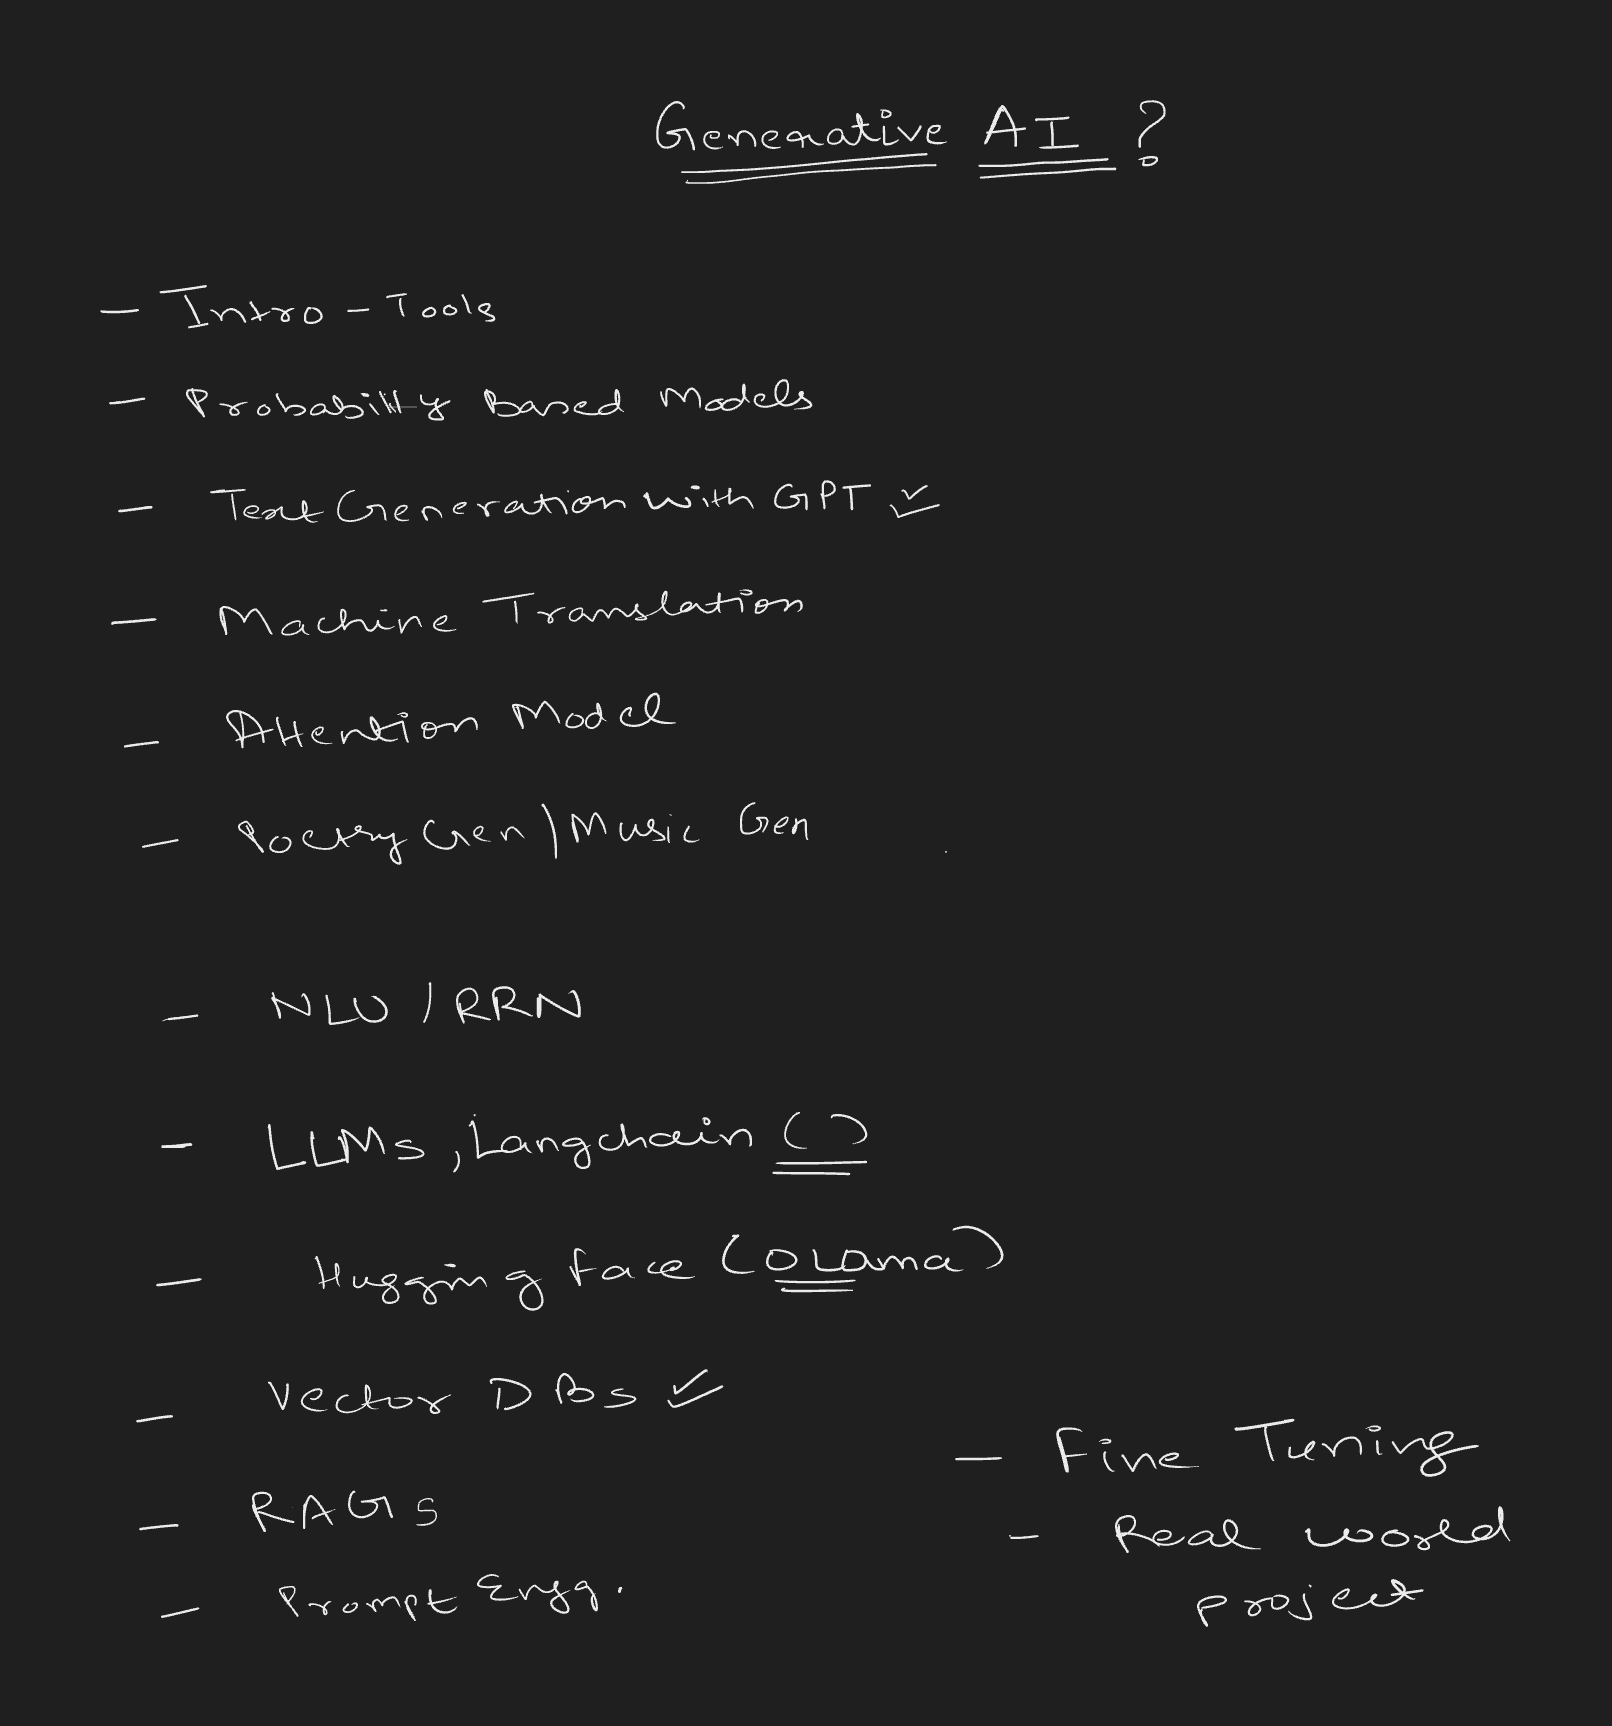 Generative AI ?
- Intro - Tools
- Probability Based Models
- Text Generation with GPT ✓
- Machine Translation
- Attention Model
- Poetry Gen | Music Gen
- NLU / RRN
- LLMs, Langchain ()
- Hugging face (OLama)
- Vector DBs ✓
- RAGs
- Prompt Engg.
- Fine Tuning
- Real world
project